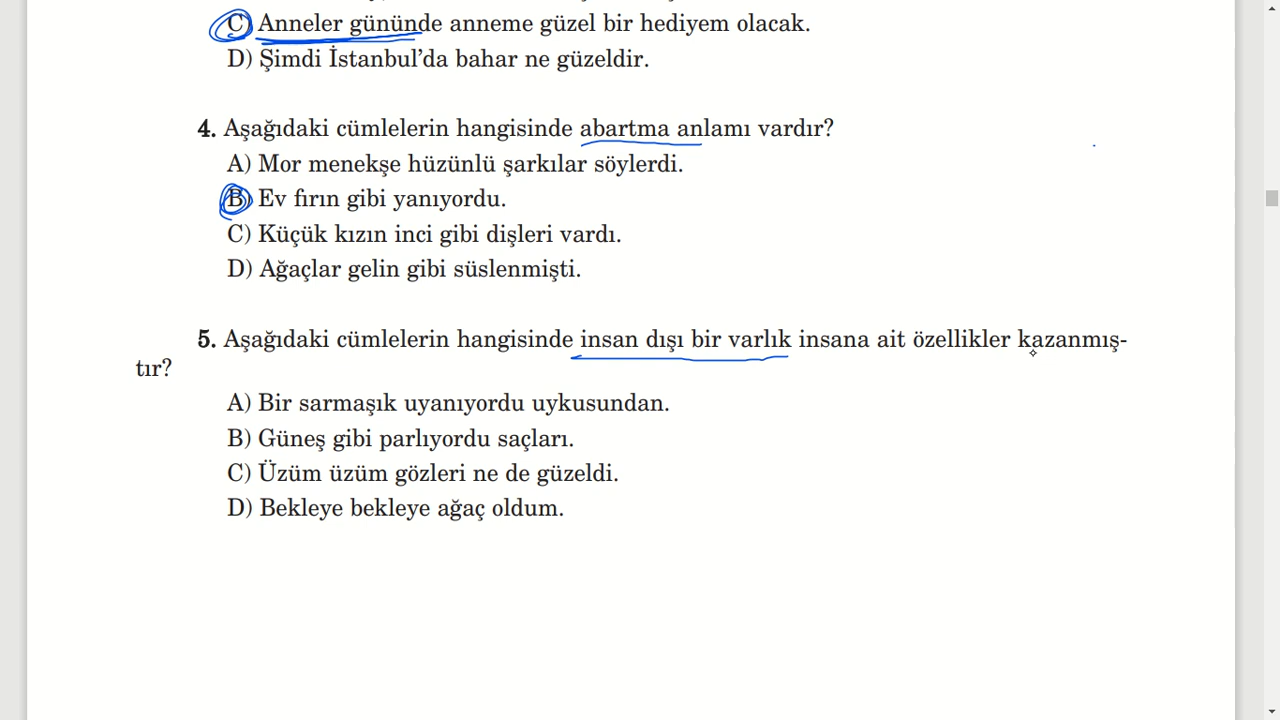 C) Anneler gününde anneme güzel bir hediyem olacak.
D) Şimdi İstanbul'da bahar ne güzeldir.
4. Aşağıdaki cümlelerin hangisinde abartma anlamı vardır?
A) Mor menekşe hüzünlü şarkılar söylerdi.
B) Ev fırın gibi yanıyordu.
C) Küçük kızın inci gibi dişleri vardı.
D) Ağaçlar gelin gibi süslenmişti.
5. Aşağıdaki cümlelerin hangisinde insan dışı bir varlık insana ait özellikler kazanmış-
tır?
A) Bir sarmaşık uyanıyordu uykusundan.
B) Güneş gibi parlıyordu saçları.
C) Üzüm üzüm gözleri ne de güzeldi.
D) Bekleye bekleye ağaç oldum.